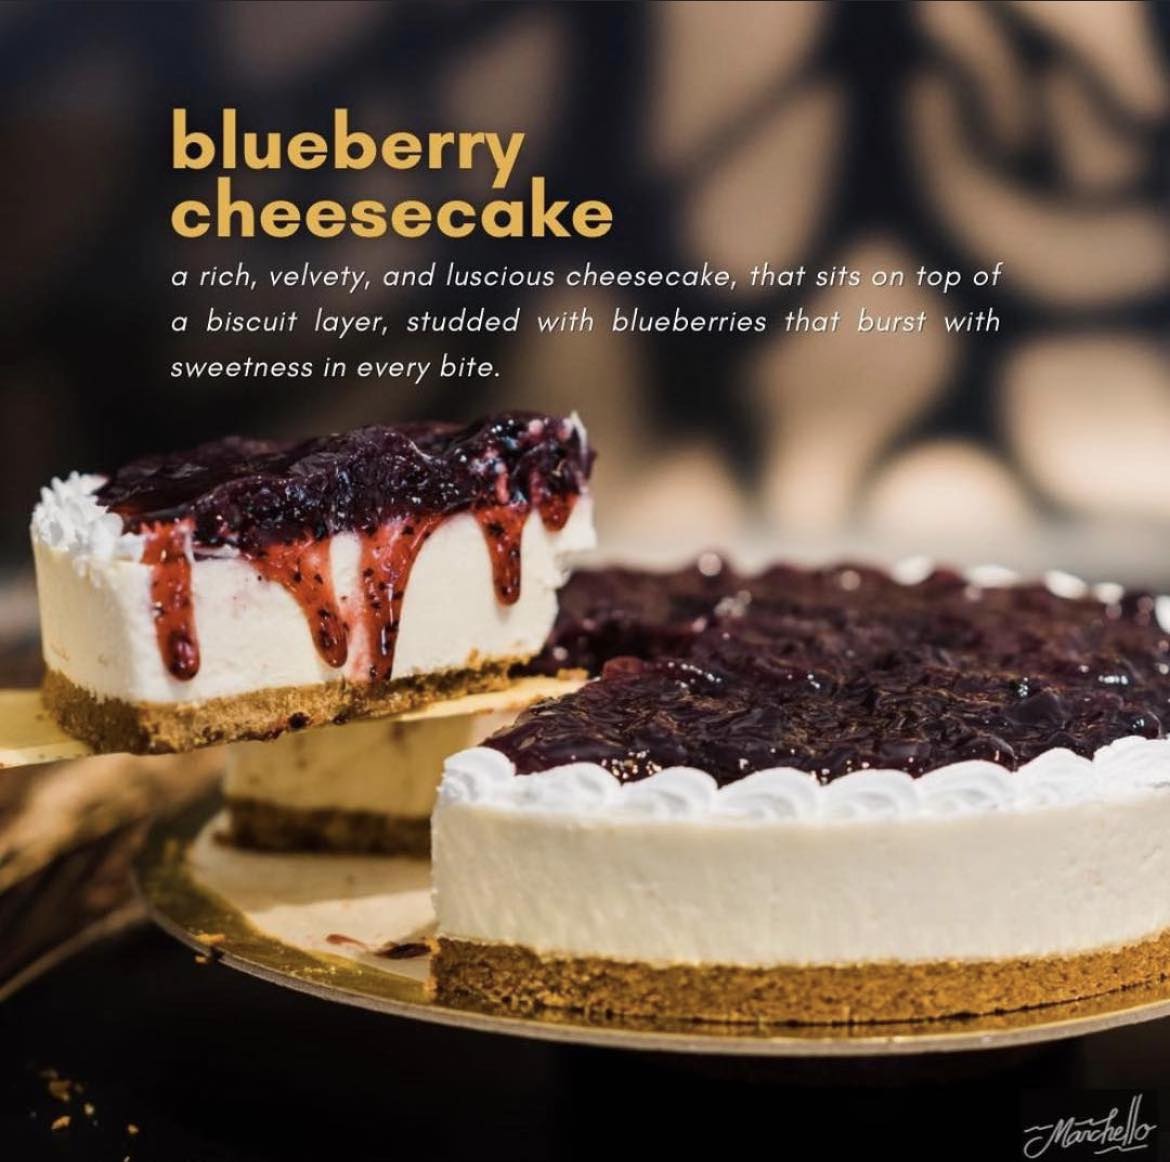 blueberry
cheesecake
a rich, velvety, and luscious cheesecake, that sits on top of
a biscuit layer, studded with blueberries that burst with
sweetness in every bite.
Marchello